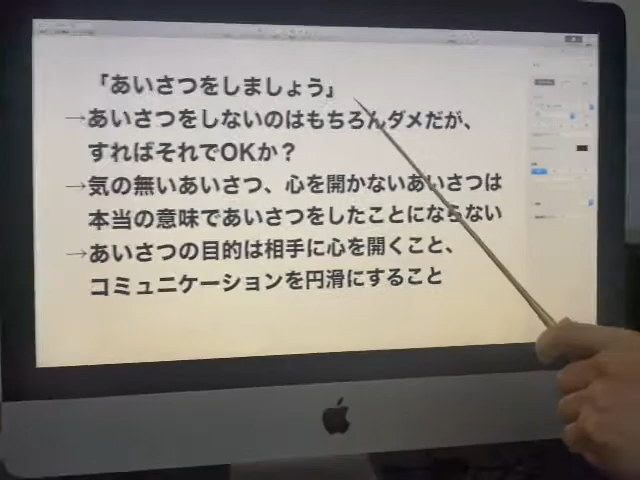 「あいさつをしましょう」
→あいさつをしないのはもちろんダメだが、
すればそれでOKか？
→気の無いあいさつ、心を開かないあいさつは
本当の意味であいさつをしたことにならない
→あいさつの目的は相手に心を開くこと、
コミュニケーションを円滑にすること